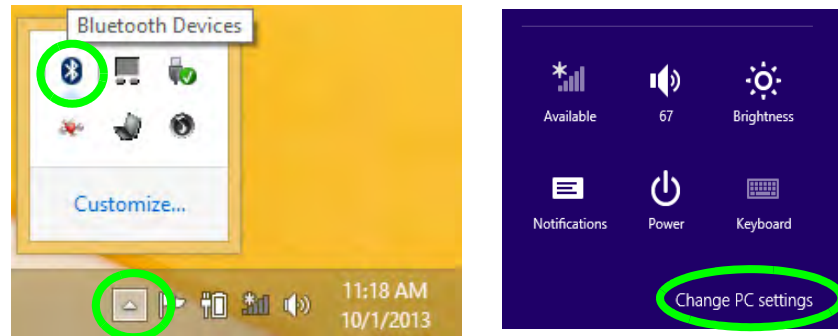 Bluetooth Devices
Customize...
11:18 AM
10/1/2013
Available
67
Brightness
Notifications
Power
Keyboard
Change PC settings